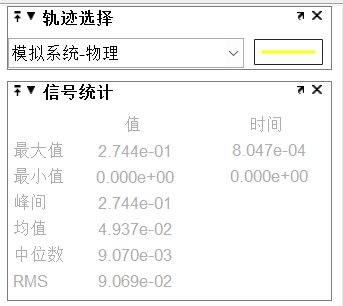 轨迹选择
模拟系统-物理
信号统计
值 时间
最大值 2.744e-01 8.047e-04
最小值 0.000e+00 0.000e+00
峰间 2.744e-01
均值 4.937e-02
中位数 9.070e-03
RMS 9.069e-02